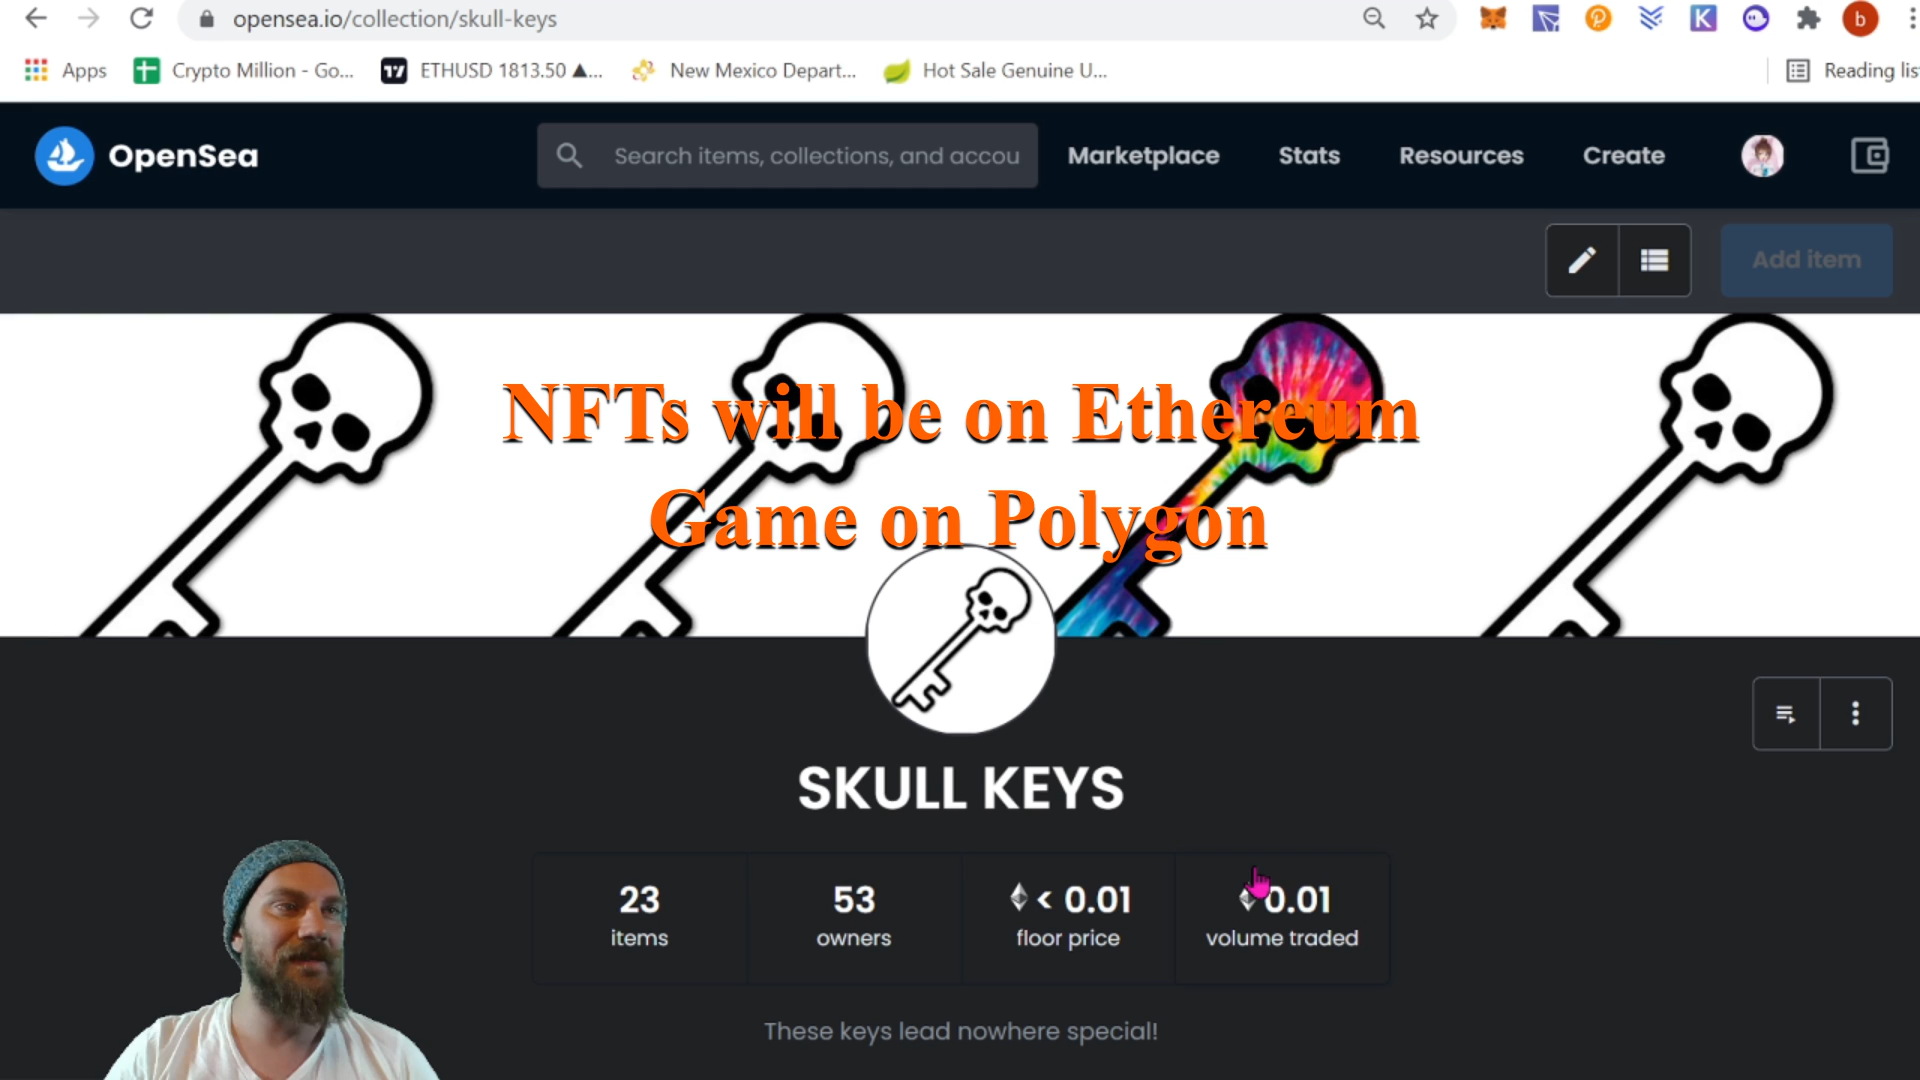 opensea.io/collection/skull-keys
b
Apps
Crypto Million - Go...
ETHUSD 1813.50 ▲...
New Mexico Depart...
Hot Sale Genuine U...
Reading lis
OpenSea
Search items, collections, and accou
Marketplace
Stats
Resources
Create
Add item
NFTs will be on Ethereum
Game on Polygon
SKULL KEYS
23
items
53
owners
< 0.01
floor price
0.01
volume traded
These keys lead nowhere special!